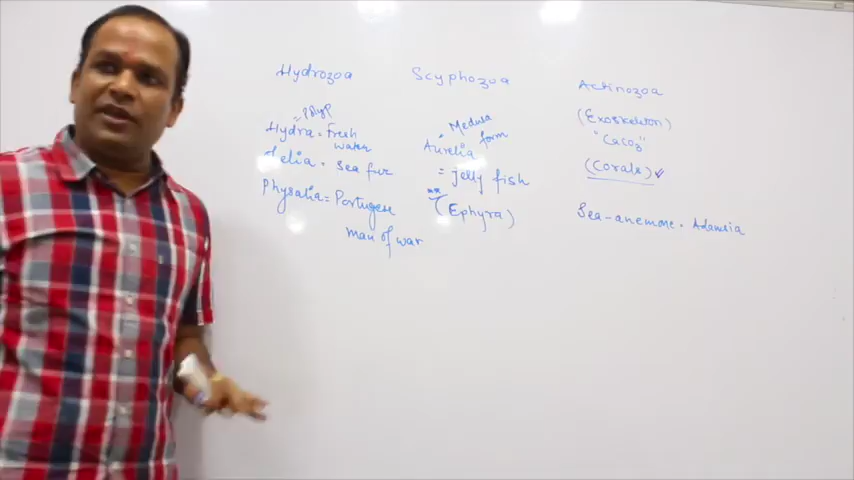 Hydrozoa
= Polyp
Hydra = Fresh
water
Felia = Sea fur
Physalia = Portugese
man of war
Scyphozoa
Medusa
form
Aurelia
= jelly fish
(Ephyra)
Actinozoa
(Exoskeleton)
"CaCO3"
(Corals) ✓
Sea-anemone. Adamsia